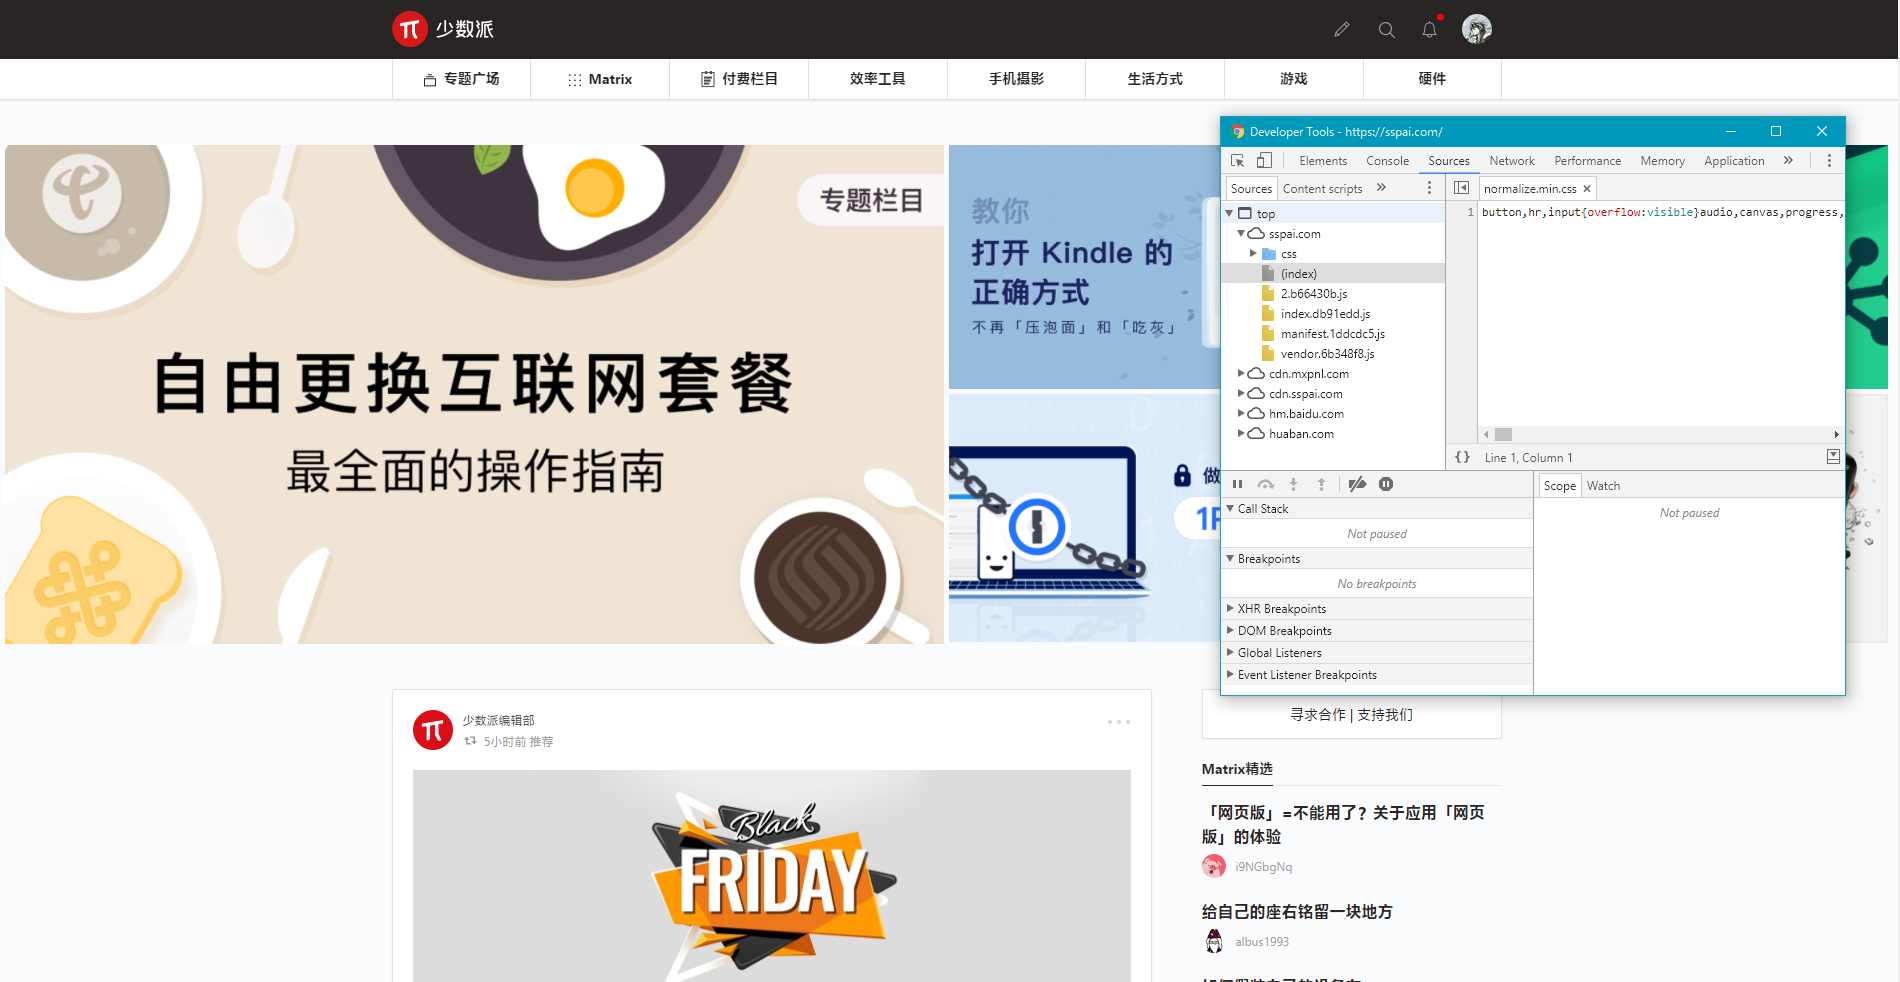 少数派
专题广场
Matrix
付费栏目
效率工具
手机摄影
生活方式
游戏
硬件
专题栏目
自由更换互联网套餐
最全面的操作指南
教你
打开 Kindle 的
正确方式
不再「压泡面」和「吃灰」
做
Developer Tools - https://sspai.com/
Elements Console Sources Network Performance Memory Application »
Sources Content scripts »
normalize.min.css ×
top
sspai.com
css
(index)
2.b66430b.js
index.db91edd.js
manifest.1ddcdc5.js
vendor.6b348f8.js
cdn.mxpnl.com
cdn.sspai.com
hm.baidu.com
huaban.com
1 button,hr,input{overflow:visible}audio,canvas,progress,
{} Line 1, Column 1
Call Stack
Not paused
Breakpoints
No breakpoints
XHR Breakpoints
DOM Breakpoints
Global Listeners
Event Listener Breakpoints
Scope Watch
Not paused
少数派编辑部
5小时前 推荐
Black
FRIDAY
寻求合作 | 支持我们
Matrix精选
「网页版」=不能用了？关于应用「网页
版」的体验
i9NGbgNq
给自己的座右铭留一块地方
albus1993